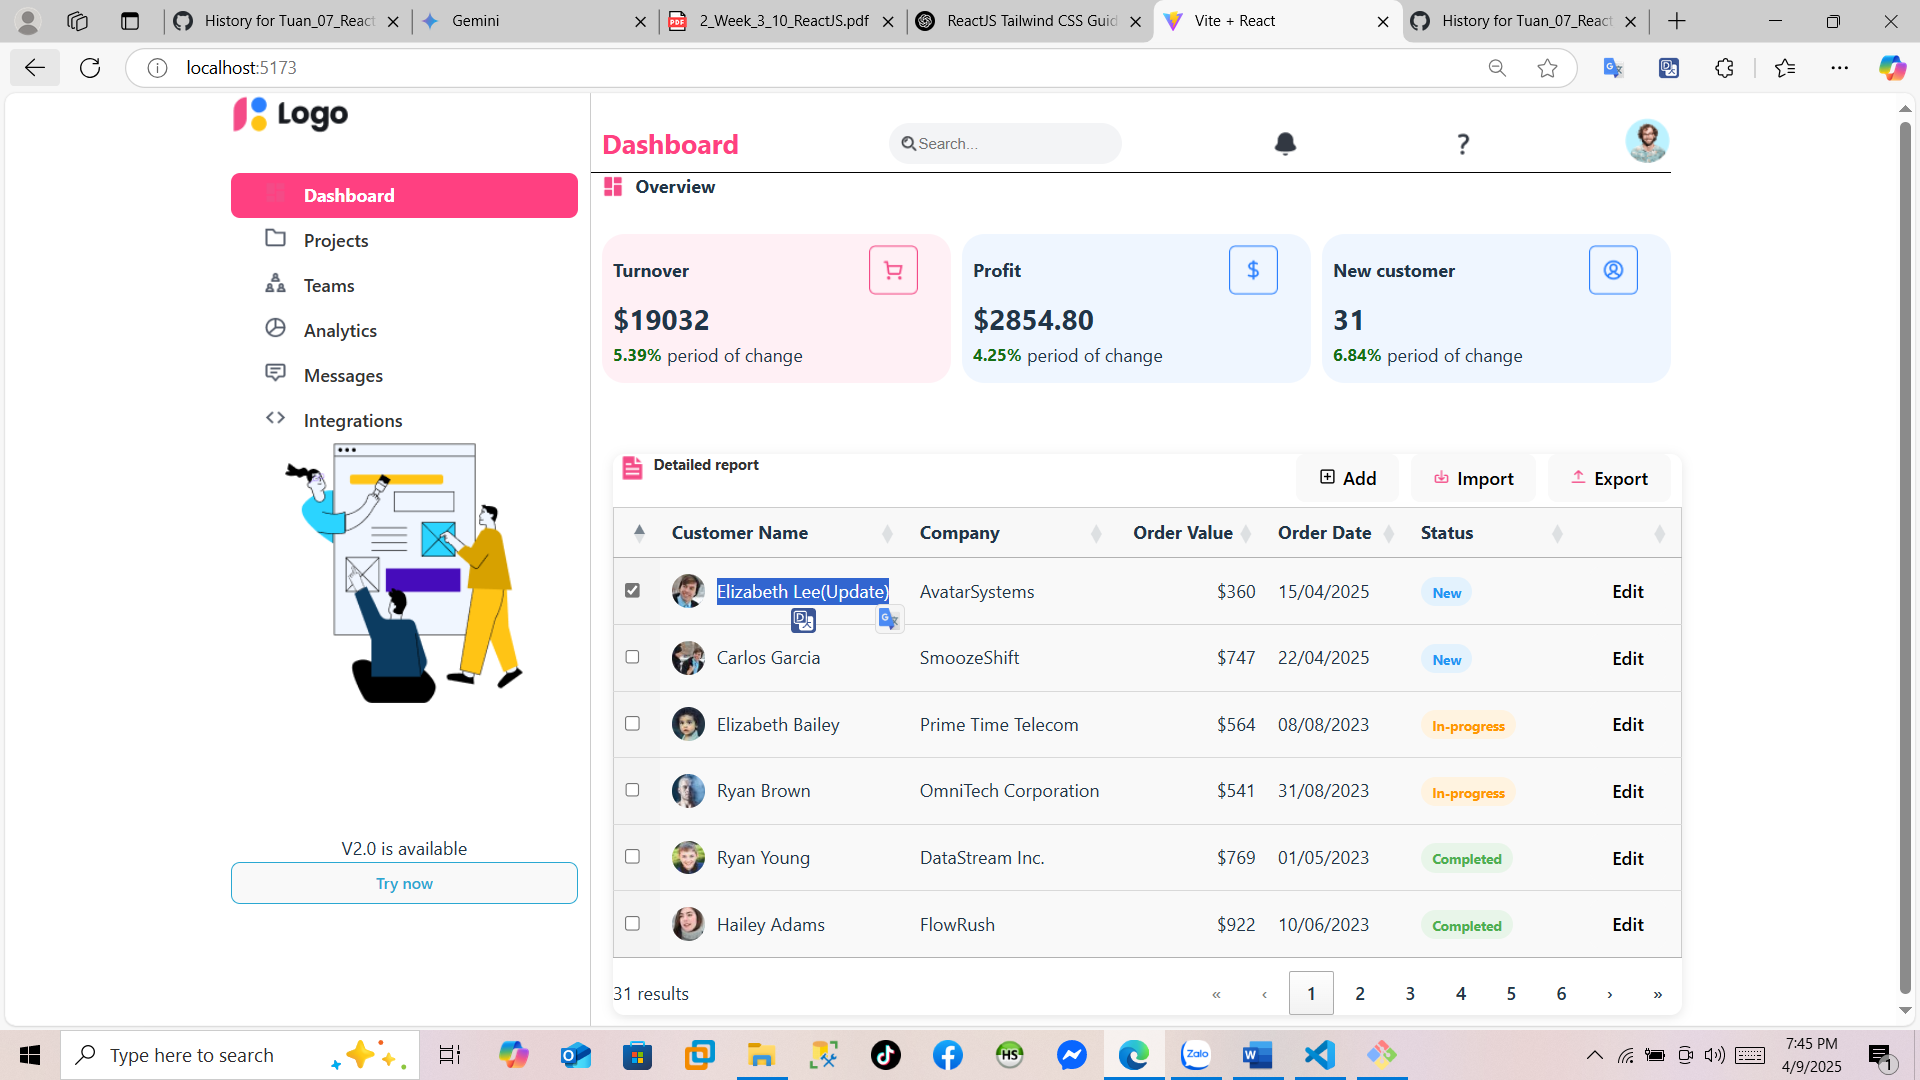 History for Tuan_07_React
Gemini
2_Week_3_10_ReactJS.pdf
ReactJS Tailwind CSS Guid
Vite + React
History for Tuan_07_React
localhost:5173
Logo
Dashboard
Search...
?
Overview
Dashboard
Projects
Teams
Analytics
Messages
Integrations
V2.0 is available
Try now
Turnover
$19032
5.39% period of change
Profit
$
$2854.80
4.25% period of change
New customer
31
6.84% period of change
Detailed report
Add
Import
Export
Customer Name Company Order Value Order Date Status
Elizabeth Lee(Update) AvatarSystems $360 15/04/2025 New Edit
Carlos Garcia SmoozeShift $747 22/04/2025 New Edit
Elizabeth Bailey Prime Time Telecom $564 08/08/2023 In-progress Edit
Ryan Brown OmniTech Corporation $541 31/08/2023 In-progress Edit
Ryan Young DataStream Inc. $769 01/05/2023 Completed Edit
Hailey Adams FlowRush $922 10/06/2023 Completed Edit
31 results « ‹ 1 2 3 4 5 6 › »
Type here to search
HS
Zalo
7:45 PM
4/9/2025
1